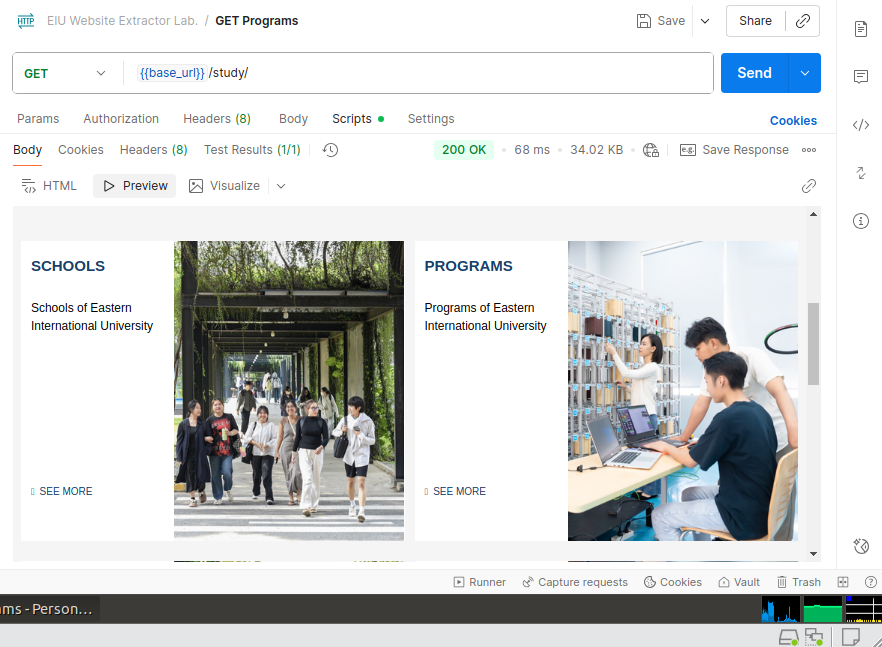 HTTP EIU Website Extractor Lab. / GET Programs Save Share
GET {{base_url}} /study/ Send
Params Authorization Headers (8) Body Scripts Settings Cookies
Body Cookies Headers (8) Test Results (1/1) 200 OK 68 ms 34.02 KB e.g. Save Response
HTML Preview Visualize
SCHOOLS
Schools of Eastern
International University
SEE MORE
PROGRAMS
Programs of Eastern
International University
SEE MORE
Runner Capture requests Cookies Vault Trash
ms - Person...